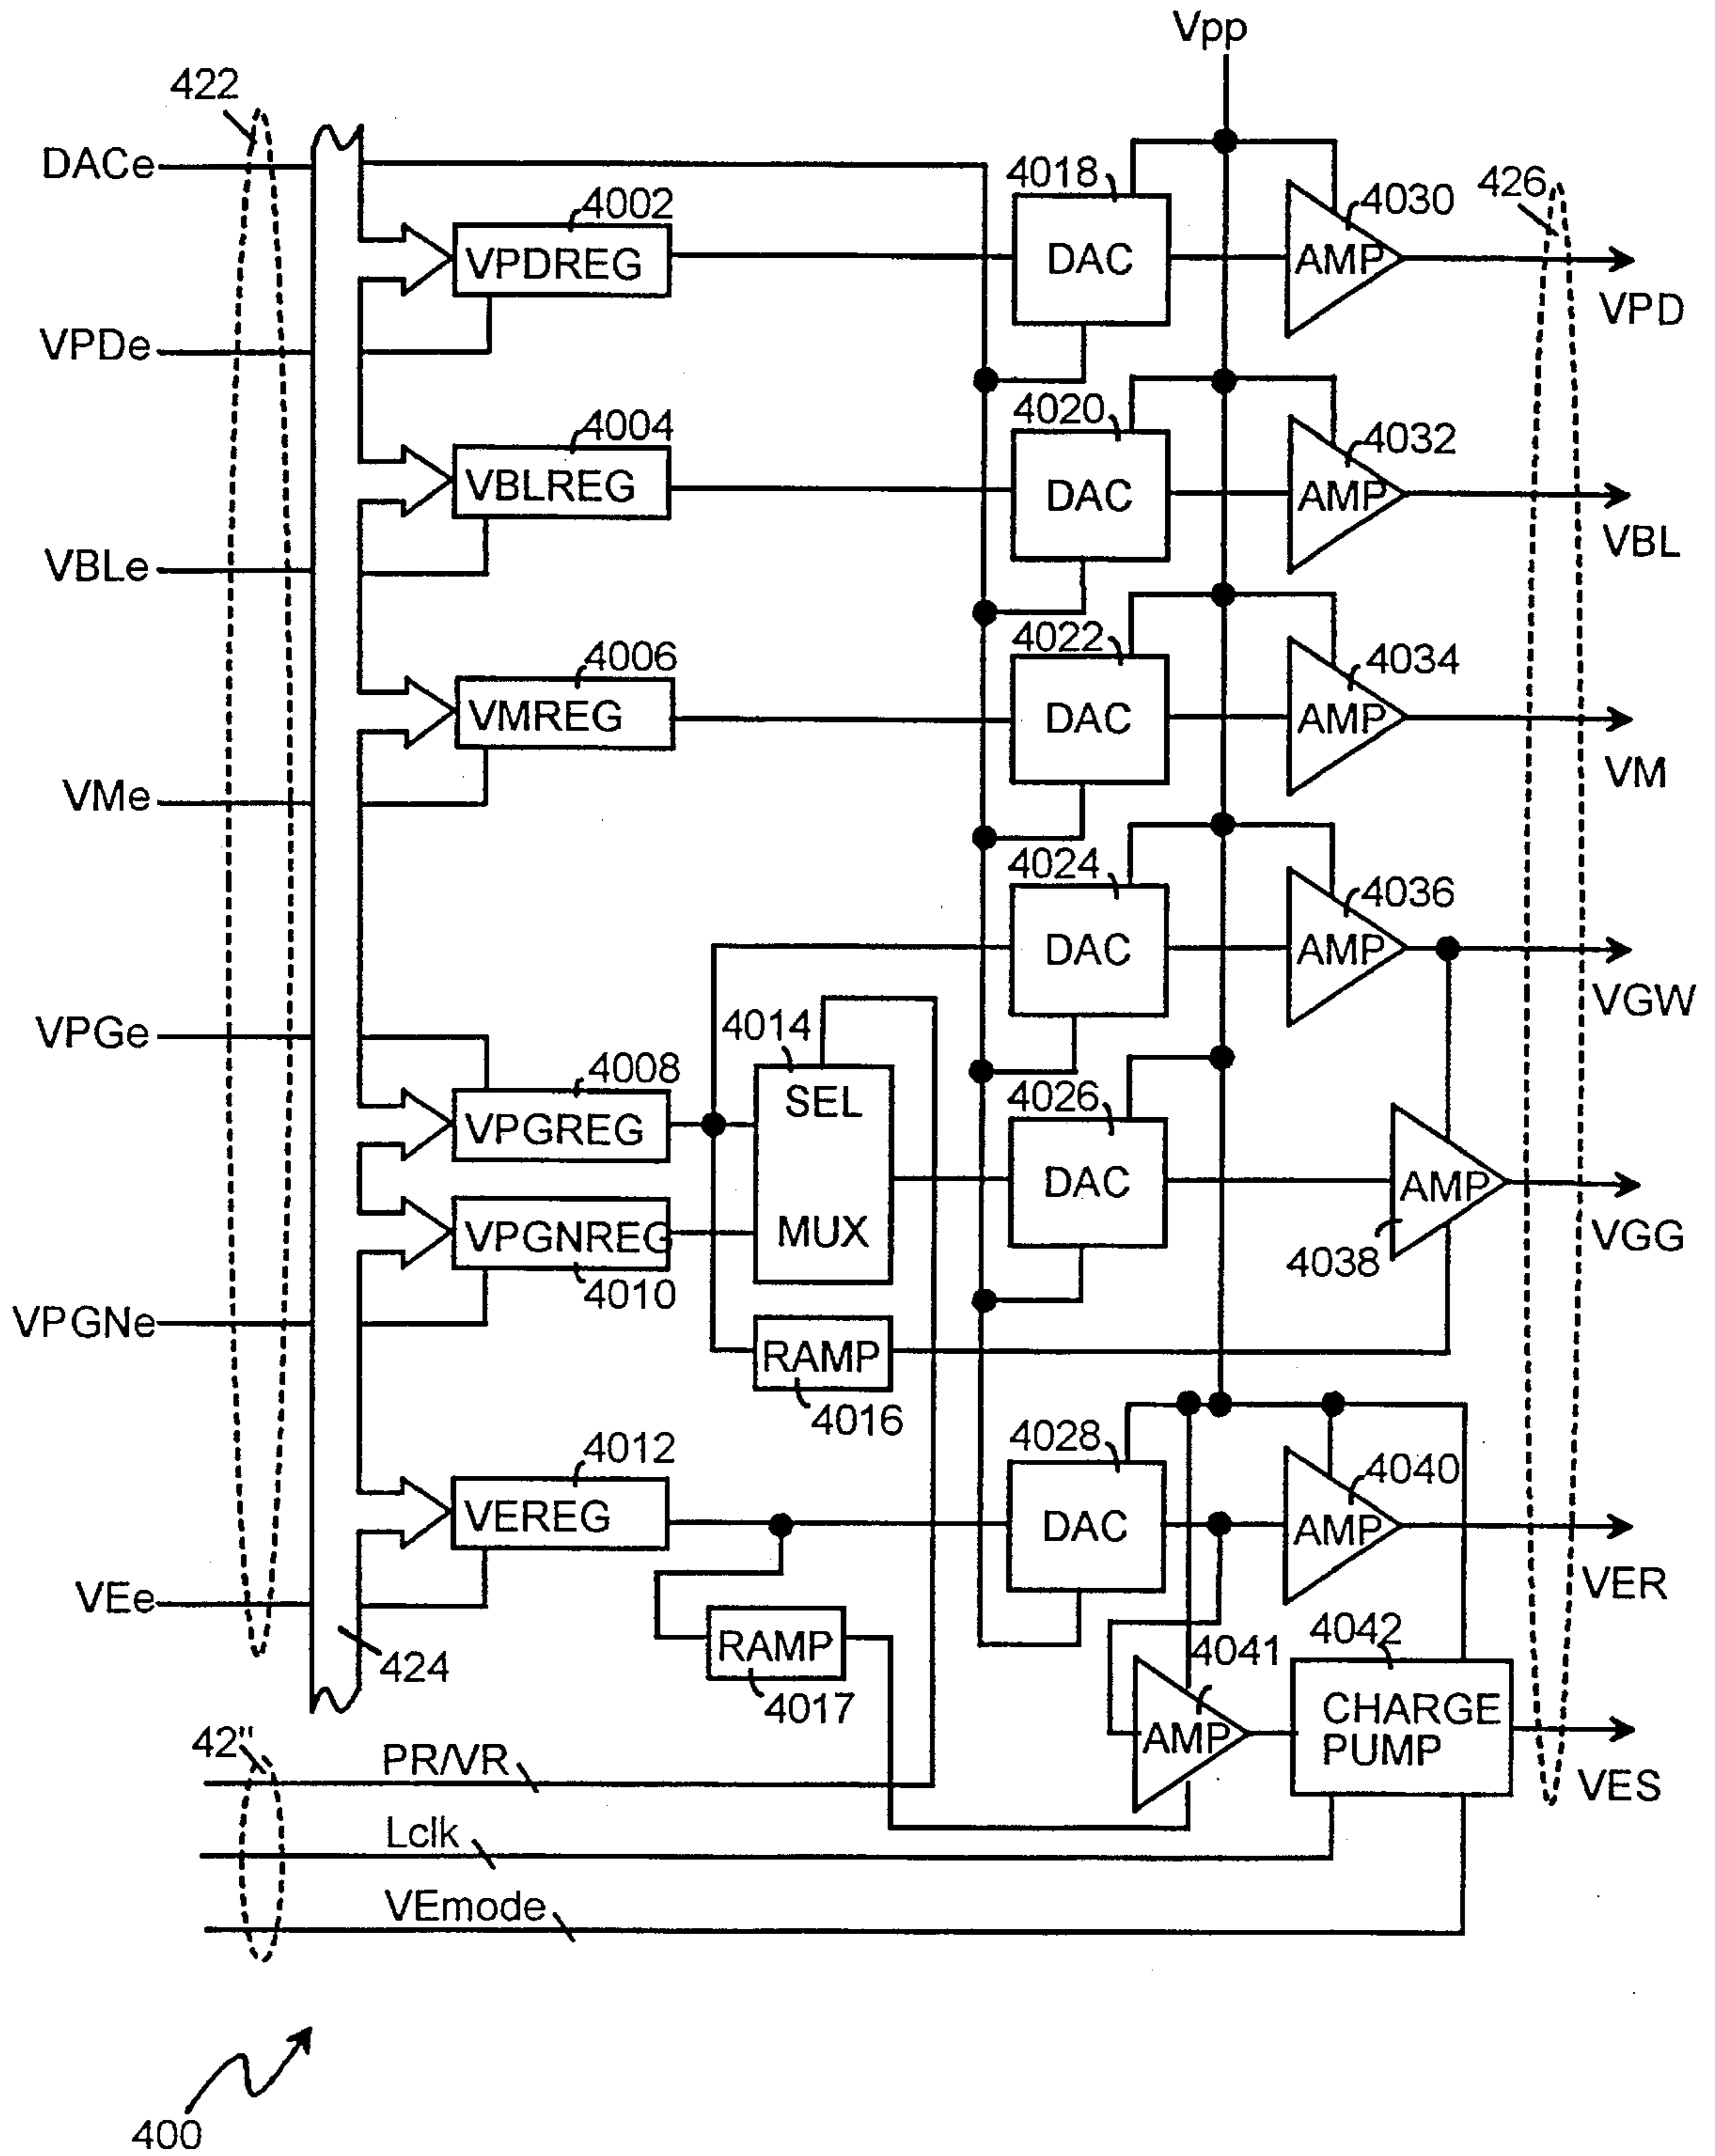 Vpp
422
DACe
4018
4002
4030
426
VPDREG
DAC
AMP
VPD
VPDe
4020
4004
4032
VBLREG
DAC
AMP
VBL
VBLe
4022
4006
4034
VMREG
DAC
AMP
VM
VMe
4024
4036
DAC
AMP
VGW
VPGe
4014
4008
4026
SEL
VPGREG
DAC
AMP
VPGNREG
MUX
VGG
4038
4010
VPGNe
RAMP
4016
4028
4012
4040
VEREG
DAC
AMP
VER
VEe
4042
424
RAMP
4041
4017
CHARGE
PUMP
AMP
42"
PR/VR
VES
Lclk
VEmode
400